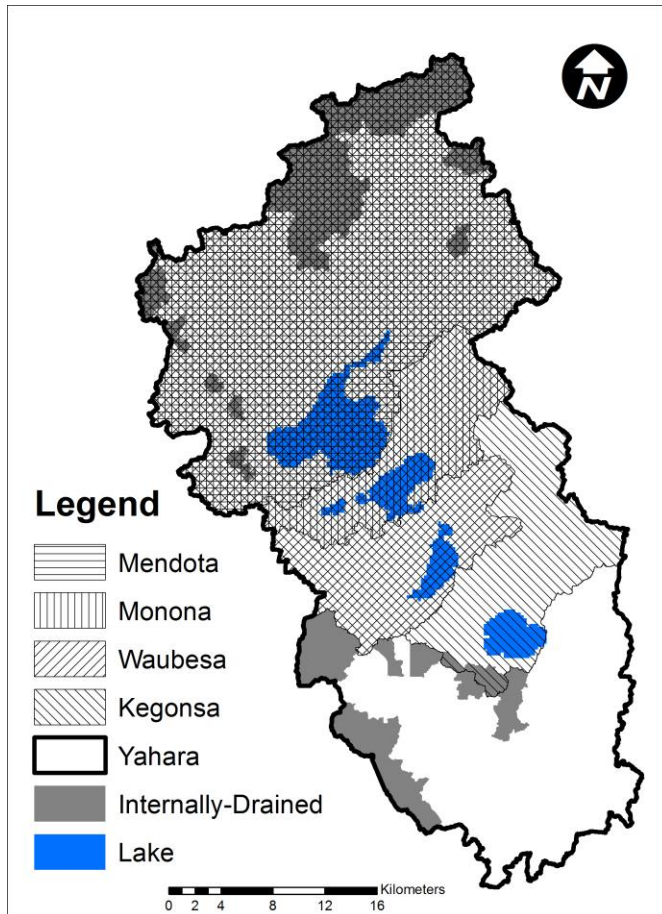 N
Legend
Mendota
Monona
Waubesa
Kegonsa
Yahara
Internally-Drained
Lake
Kilometers
0 2 4 8 12 16